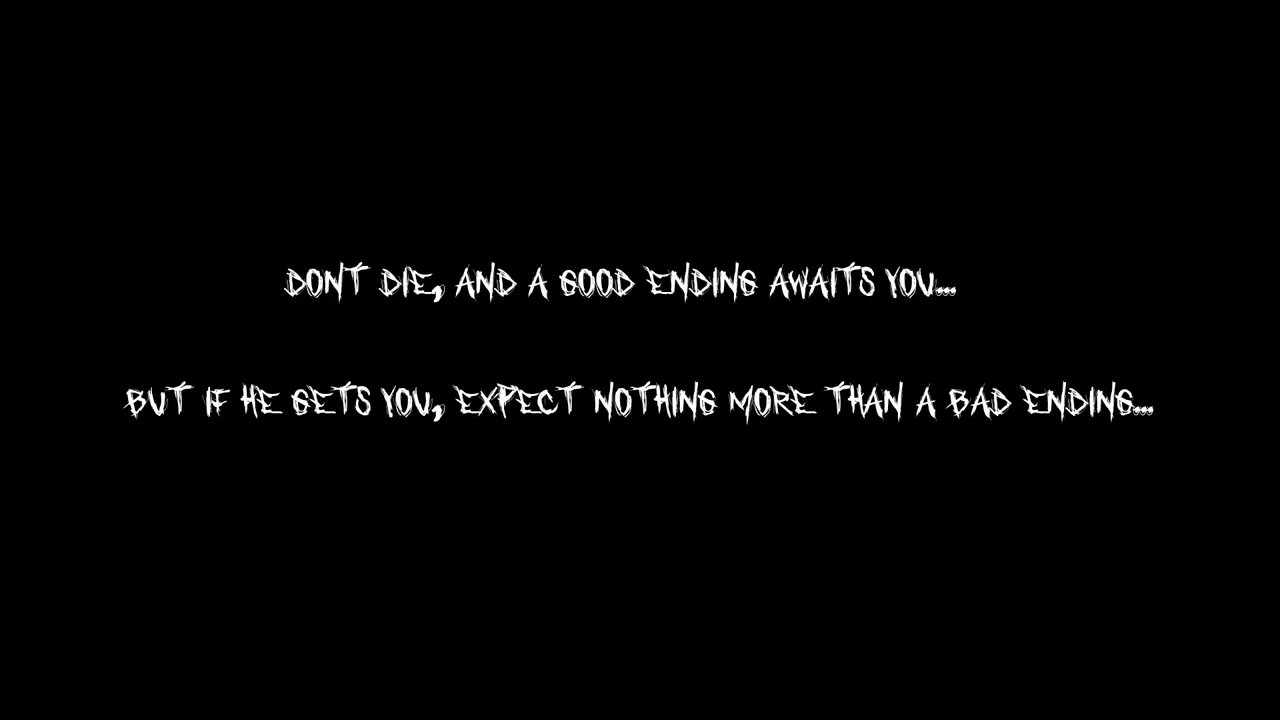 DONT DIE, AND A GOOD ENDING AWAITS YOU...
BUT IF HE GETS YOU, EXPECT NOTHING MORE THAN A BAD ENDING...